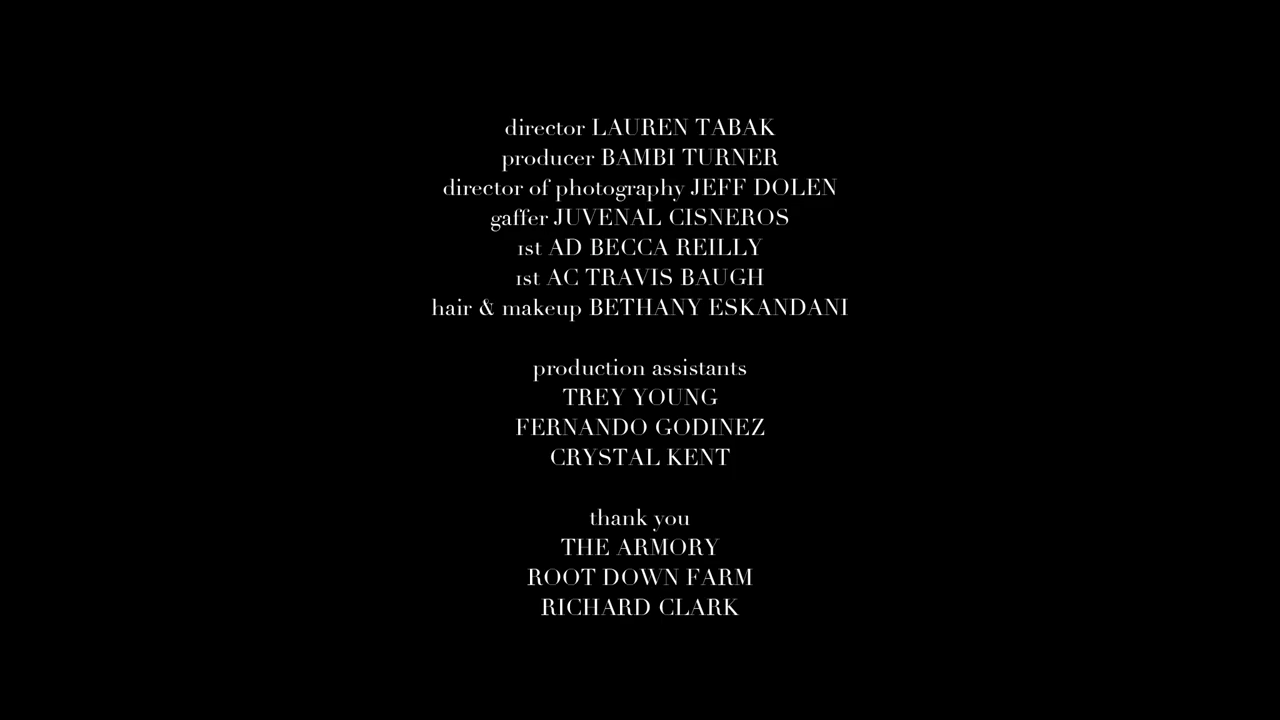 director LAUREN TABAK
producer BAMBI TURNER
director of photography JEFF DOLEN
gaffer JUVENAL CISNEROS
1st AD BECCA REILLY
1st AC TRAVIS BAUGH
hair & makeup BETHANY ESKANDANI
production assistants
TREY YOUNG
FERNANDO GODINEZ
CRYSTAL KENT
thank you
THE ARMORY
ROOT DOWN FARM
RICHARD CLARK